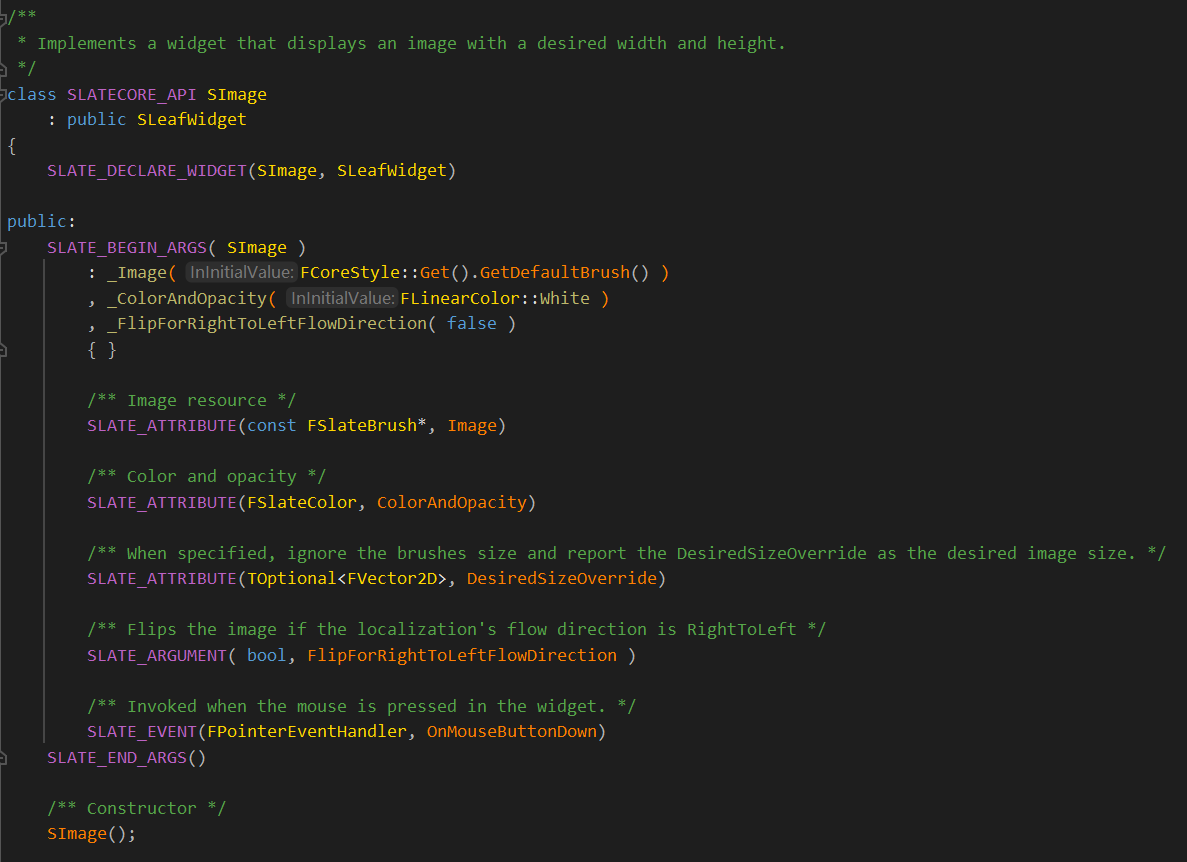 /**
 * Implements a widget that displays an image with a desired width and height.
 */
class SLATECORE_API SImage
    : public SLeafWidget
{
    SLATE_DECLARE_WIDGET(SImage, SLeafWidget)
public:
    SLATE_BEGIN_ARGS( SImage )
        : _Image( InInitialValue: FCoreStyle::Get().GetDefaultBrush() )
        , _ColorAndOpacity( InInitialValue: FLinearColor::White )
        , _FlipForRightToLeftFlowDirection( false )
        { }
        /** Image resource */
        SLATE_ATTRIBUTE(const FSlateBrush*, Image)
        /** Color and opacity */
        SLATE_ATTRIBUTE(FSlateColor, ColorAndOpacity)
        /** When specified, ignore the brushes size and report the DesiredSizeOverride as the desired image size. */
        SLATE_ATTRIBUTE(TOptional<FVector2D>, DesiredSizeOverride)
        /** Flips the image if the localization's flow direction is RightToLeft */
        SLATE_ARGUMENT( bool, FlipForRightToLeftFlowDirection )
        /** Invoked when the mouse is pressed in the widget. */
        SLATE_EVENT(FPointerEventHandler, OnMouseButtonDown)
    SLATE_END_ARGS()
    /** Constructor */
    SImage();